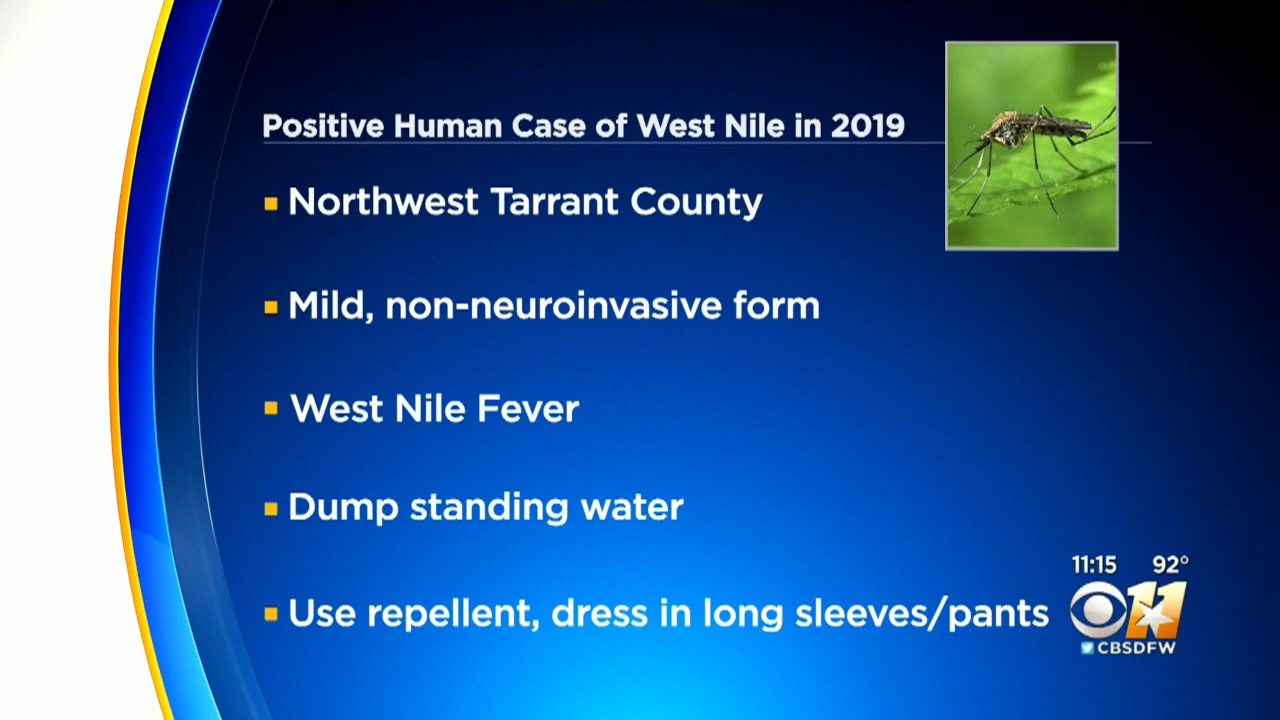 Positive Human Case of West Nile in 2019
Northwest Tarrant County
Mild, non-neuroinvasive form
West Nile Fever
Dump standing water
Use repellent, dress in long sleeves/pants
11:15 92°
11
CBSDFW